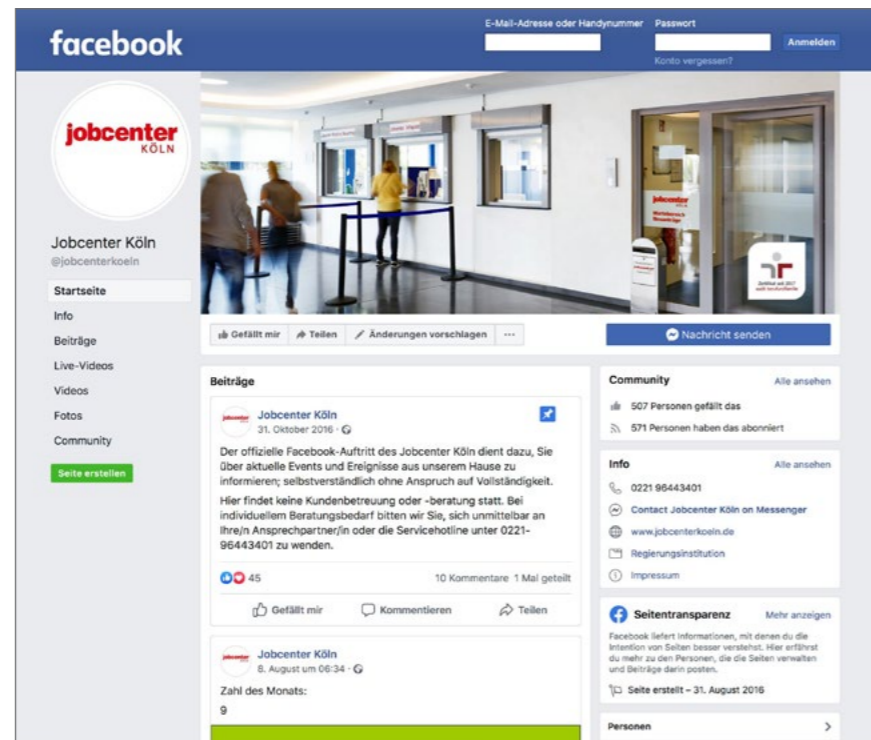 facebook
E-Mail-Adresse oder Handynummer
Passwort
Anmelden
Konto vergessen?
jobcenter
KÖLN
Jobcenter Köln
@jobcenterkoeln
Startseite
Info
Beiträge
Live-Videos
Videos
Fotos
Community
Seite erstellen
jobcenter
Gefällt mir
Teilen
Änderungen vorschlagen
Nachricht senden
Beiträge
Jobcenter Köln
31. Oktober 2016 ·
Der offizielle Facebook-Auftritt des Jobcenter Köln dient dazu, Sie
über aktuelle Events und Ereignisse aus unserem Hause zu
informieren; selbstverständlich ohne Anspruch auf Vollständigkeit.
Hier findet keine Kundenbetreuung oder -beratung statt. Bei
individuellem Beratungsbedarf bitten wir Sie, sich unmittelbar an
Ihre/n Ansprechpartner/in oder die Servicehotline unter 0221-
96443401 zu wenden.
45
10 Kommentare 1 Mal geteilt
Gefällt mir
Kommentieren
Teilen
Jobcenter Köln
8. August um 06:34 ·
Zahl des Monats:
9
Community
Alle ansehen
507 Personen gefällt das
571 Personen haben das abonniert
Info
Alle ansehen
0221 96443401
Contact Jobcenter Köln on Messenger
www.jobcenterkoeln.de
Regierungsinstitution
Impressum
Seitentransparenz
Mehr anzeigen
Facebook liefert Informationen, mit denen du die
Intention von Seiten besser verstehst. Hier erfährst
du mehr zu den Personen, die die Seiten verwalten
und Beiträge darin posten.
Seite erstellt – 31. August 2016
Personen